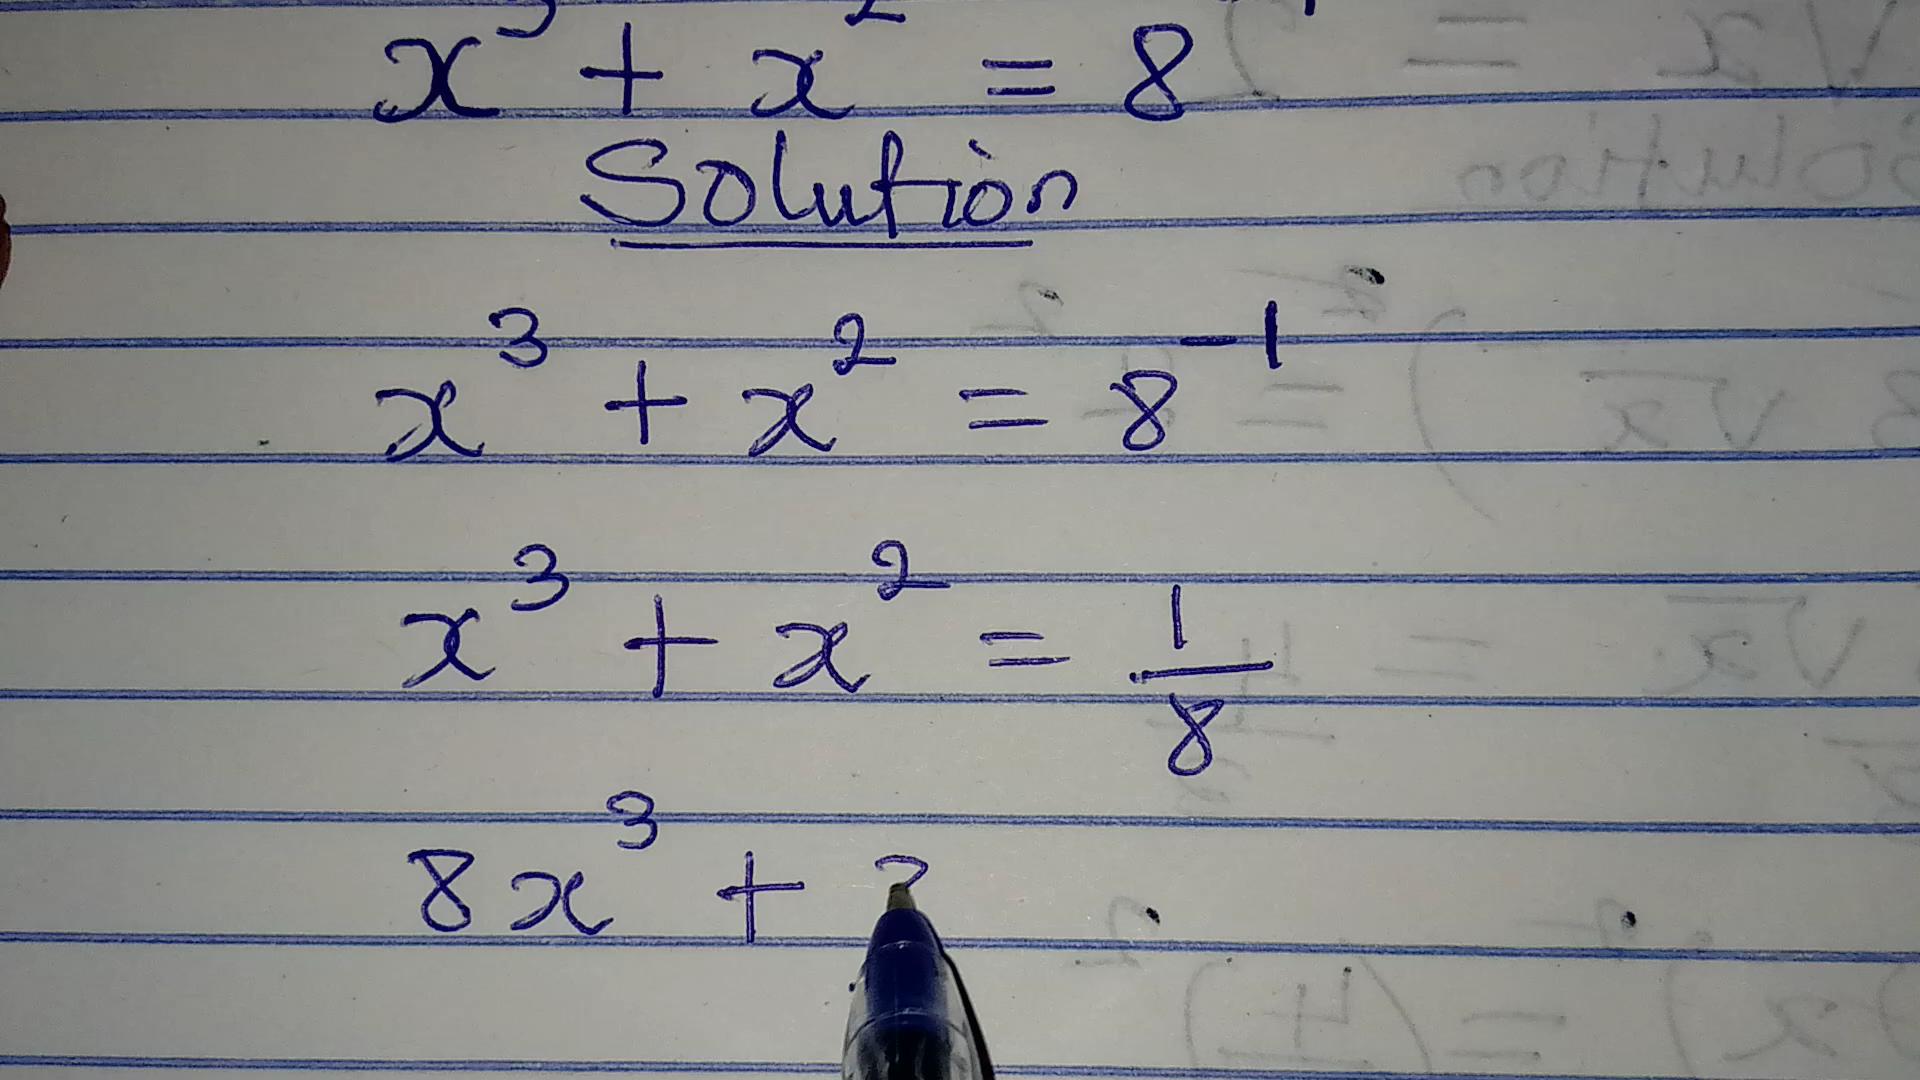 x³ + x² = 8
Solution
x³ + x² = 8⁻¹
x³ + x² = 1/8
8x³ +